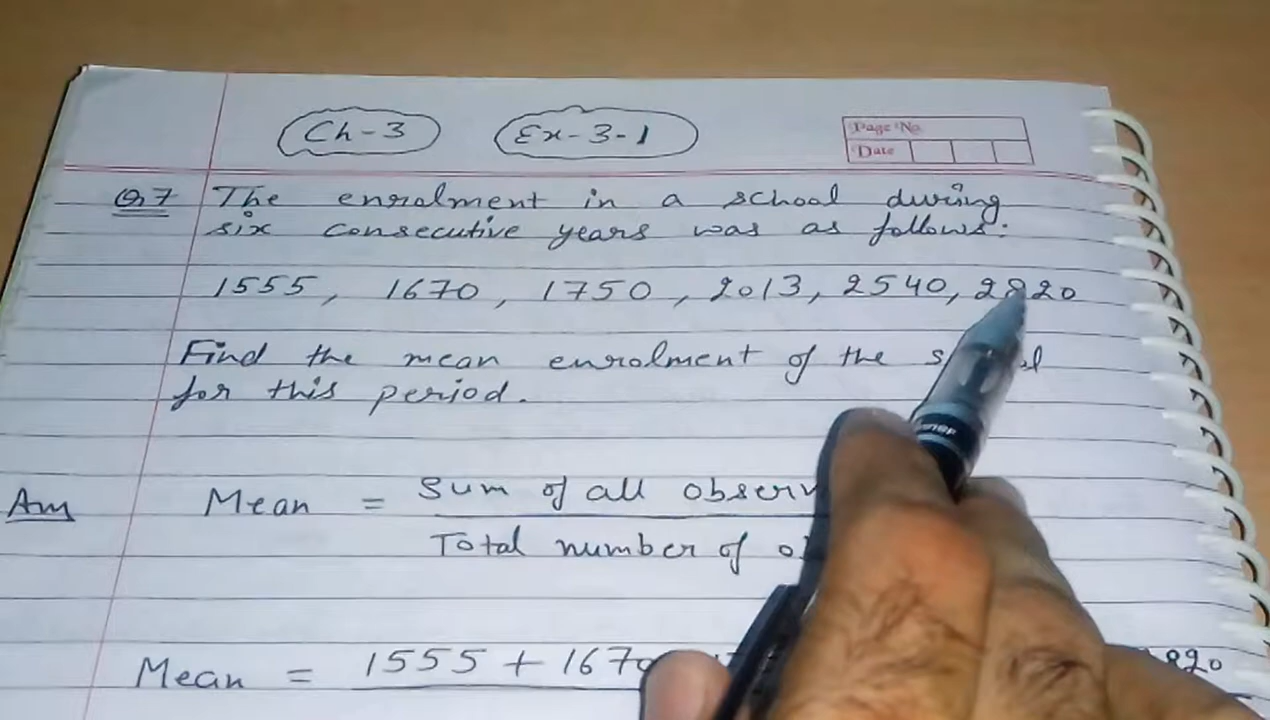 Ch-3 Ex-3.1
Page No.
Date
Q7 The enrolment in a school during
six consecutive years was as follows:
1555, 1670, 1750, 2013, 2540, 2820
Find the mean enrolment of the
for this period.
Ans Mean = Sum of all
Total number of
Mean = 1555 + 1670 2820